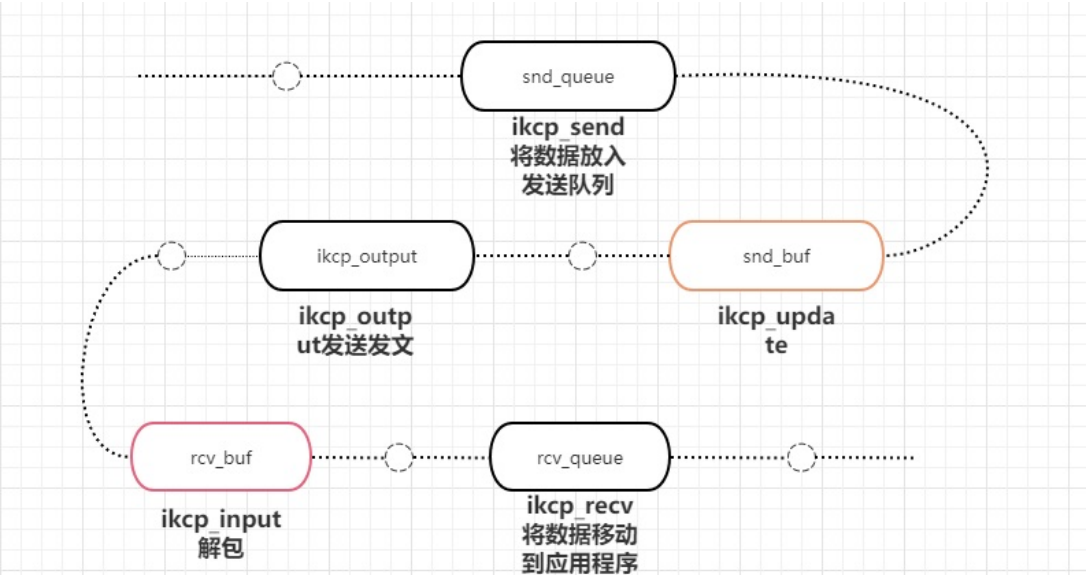 snd_queue
ikcp_send
将数据放入
发送队列
ikcp_output
snd_buf
ikcp_outp
ut发送发文
ikcp_upda
te
rcv_buf
rcv_queue
ikcp_input
解包
ikcp_recv
将数据移动
到应用程序